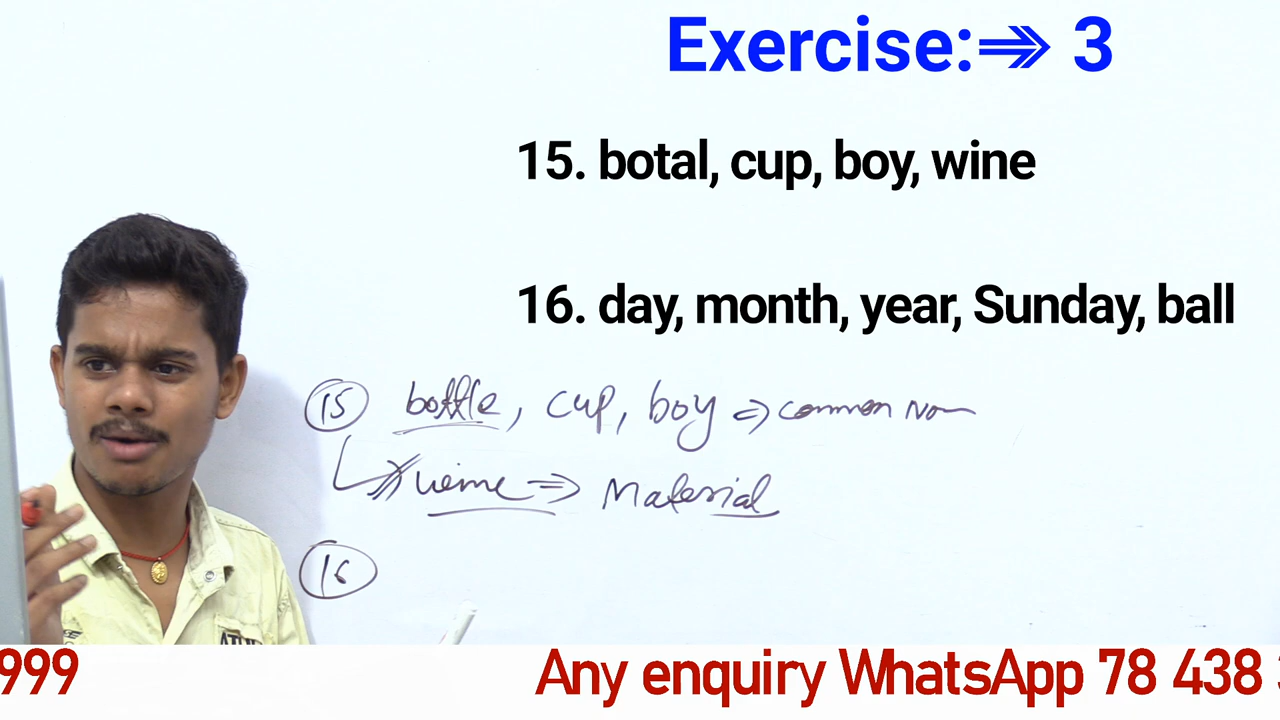 Exercise:⇛ 3
15. botal, cup, boy, wine
16. day, month, year, Sunday, ball
15 bottle, cup, boy ⇒ common Noun
wine ⇒ Material
16
999
Any enquiry WhatsApp 78 438